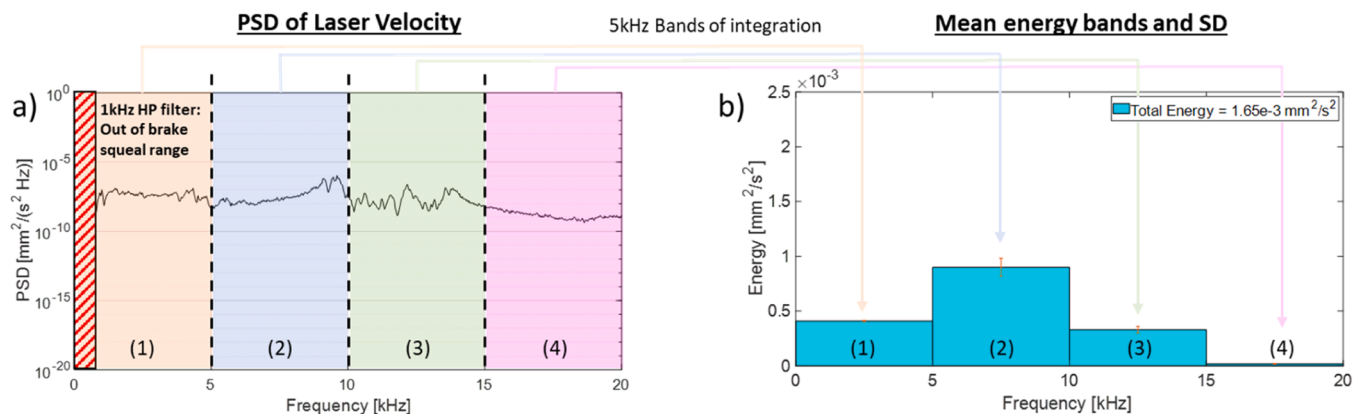 PSD of Laser Velocity
5kHz Bands of integration
Mean energy bands and SD
a)
1kHz HP filter:
Out of brake
squeal range
10^0
10^-5
10^-10
10^-15
10^-20
PSD [mm^2/(s^2 Hz)]
(1)
(2)
(3)
(4)
0
5
10
15
20
Frequency [kHz]
b)
×10^-3
Total Energy = 1.65e-3 mm^2/s^2
2.5
2
1.5
1
0.5
0
Energy [mm^2/s^2]
(1)
(2)
(3)
(4)
0
5
10
15
20
Frequency [kHz]